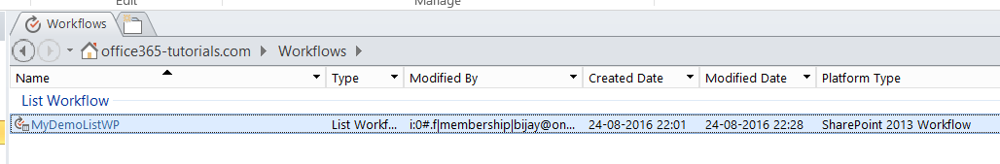 Edit Manage
Workflows
office365-tutorials.com Workflows
Name Type Modified By Created Date Modified Date Platform Type
List Workflow
MyDemoListWP List Workf... i:0#.f|membership|bijay@on... 24-08-2016 22:01 24-08-2016 22:28 SharePoint 2013 Workflow